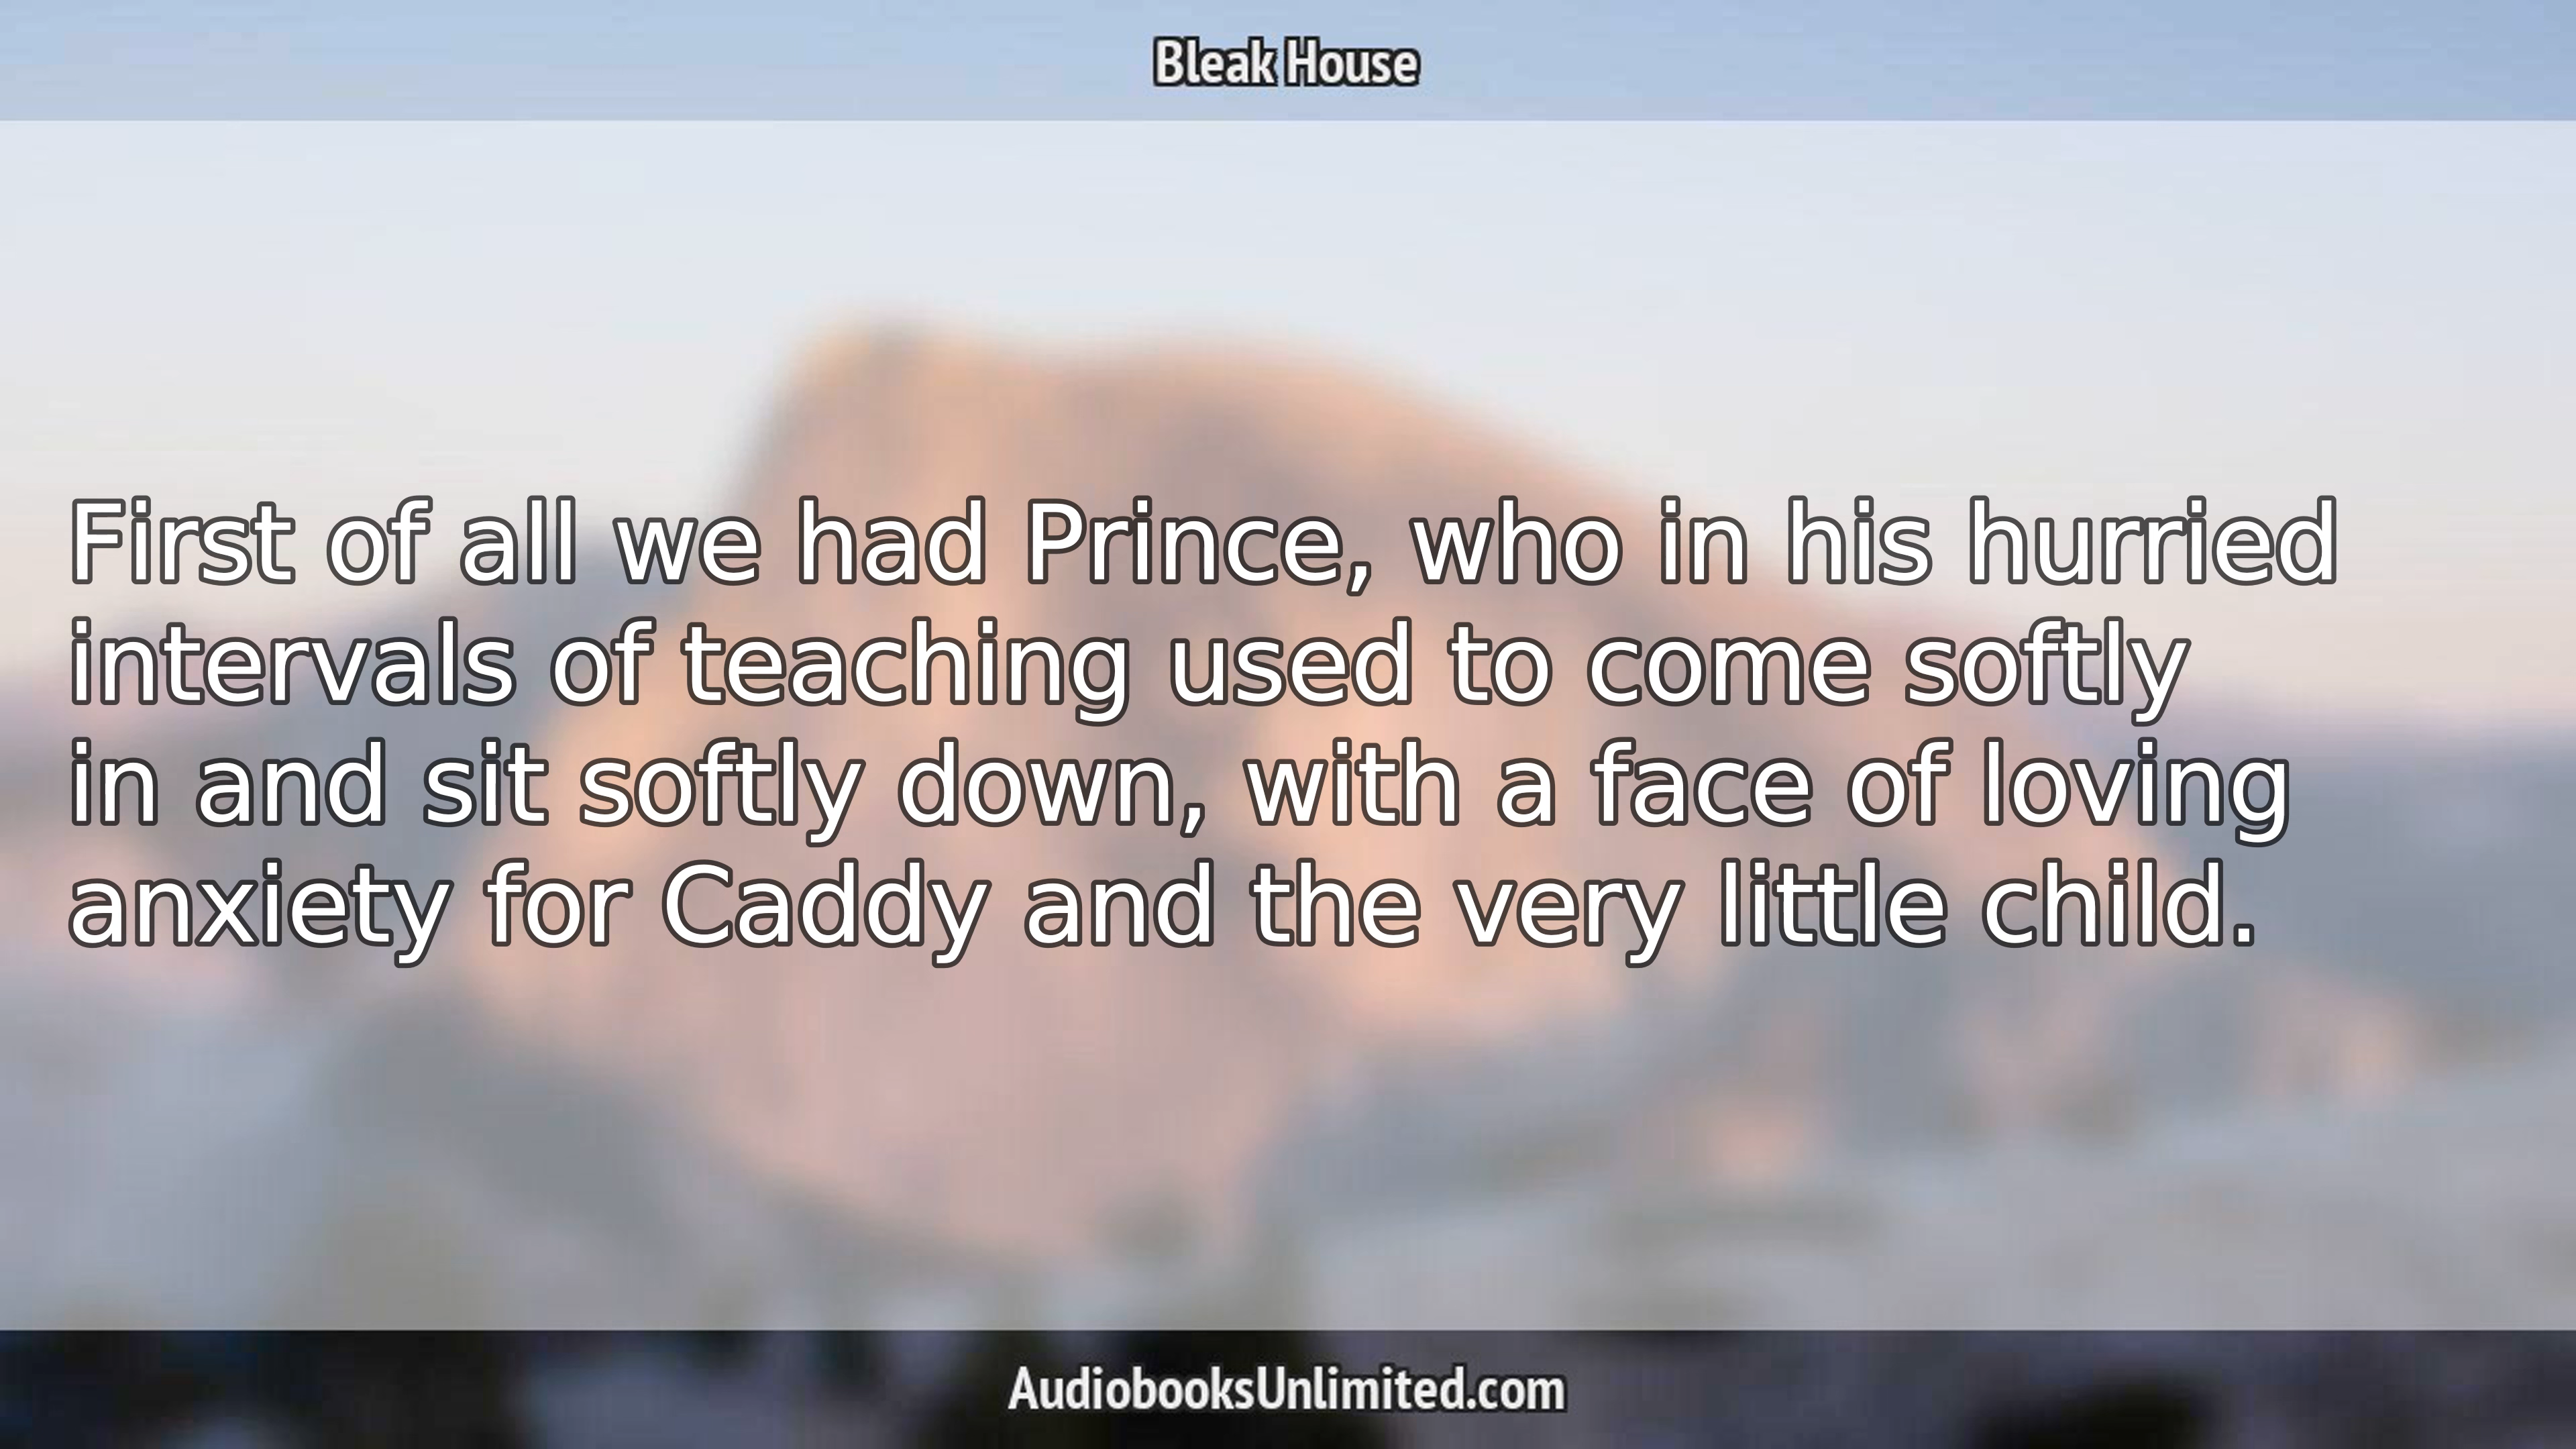 Bleak House
First of all we had Prince, who in his hurried
intervals of teaching used to come softly
in and sit softly down, with a face of loving
anxiety for Caddy and the very little child.
AudiobooksUnlimited.com